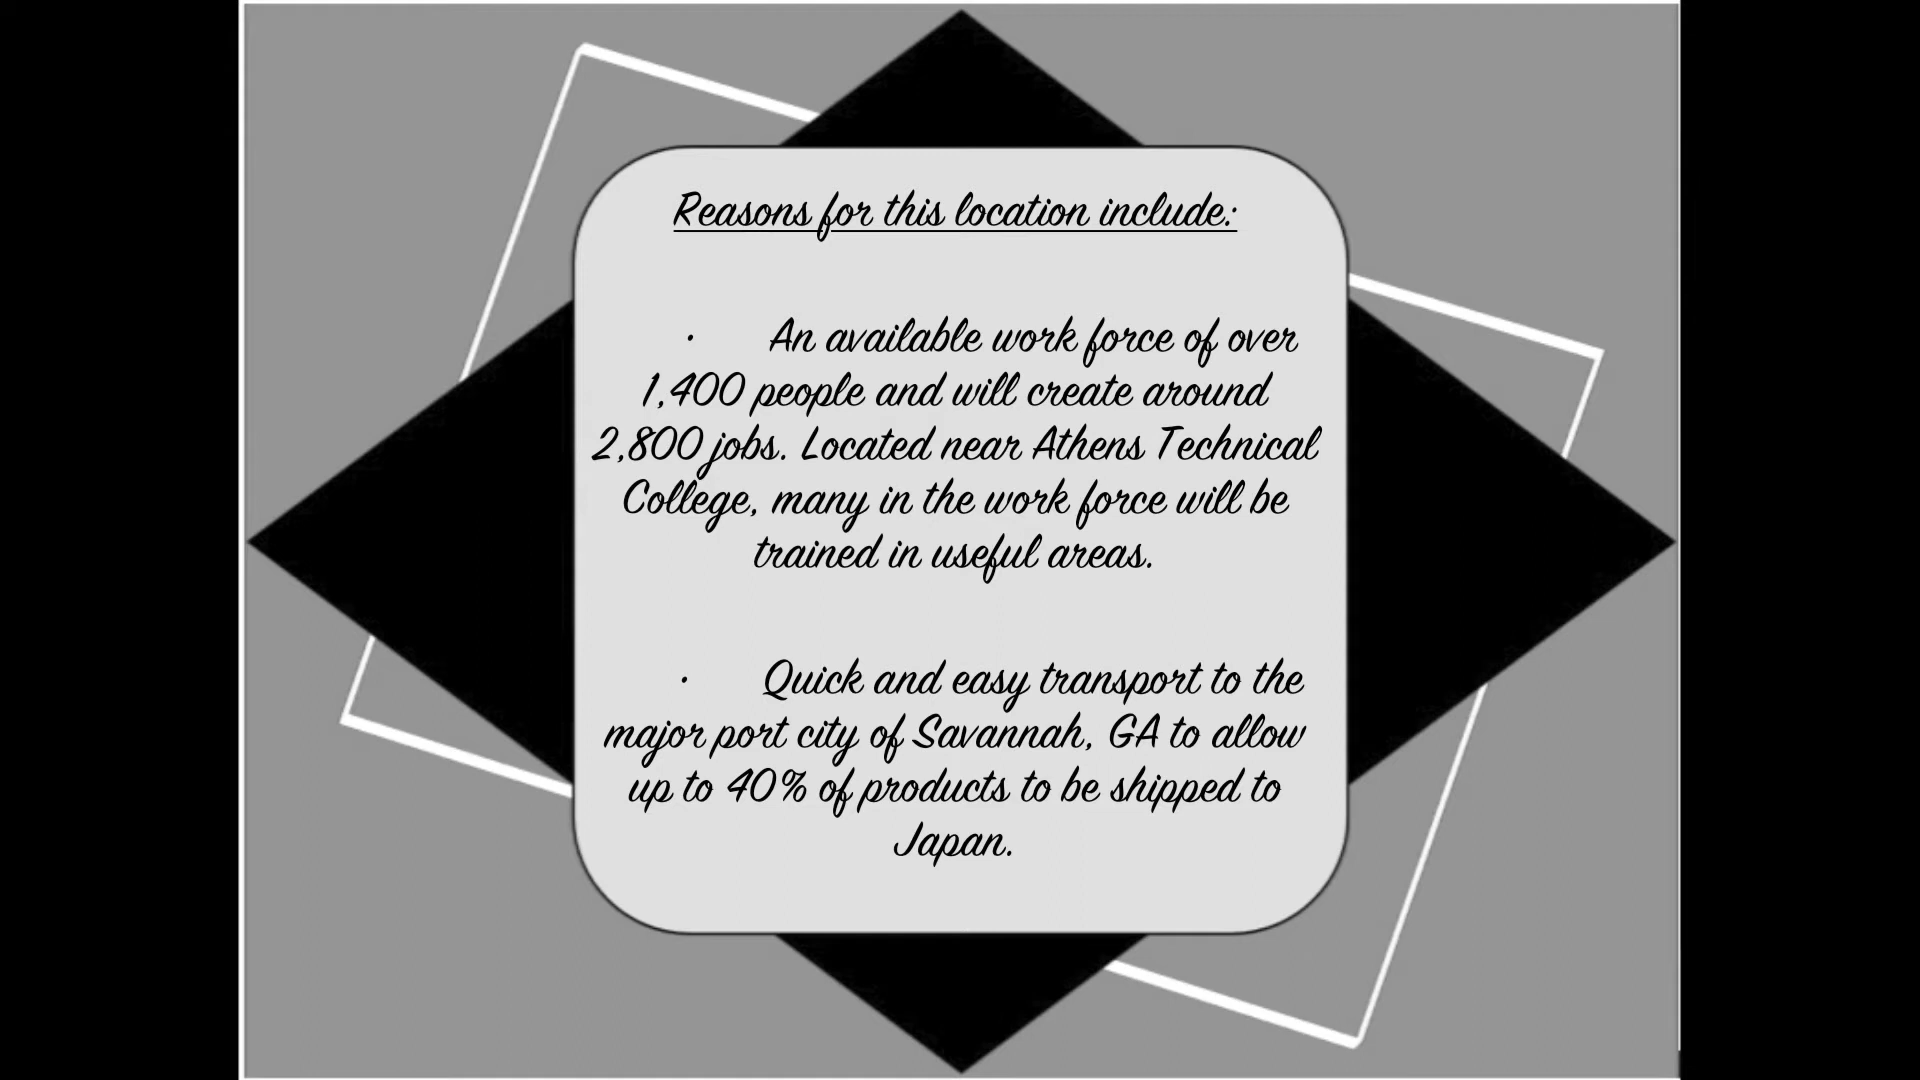 Reasons for this location include:
· An available work force of over
1,400 people and will create around
2,800 jobs. Located near Athens Technical
College, many in the work force will be
trained in useful areas.
· Quick and easy transport to the
major port city of Savannah, GA to allow
up to 40% of products to be shipped to
Japan.